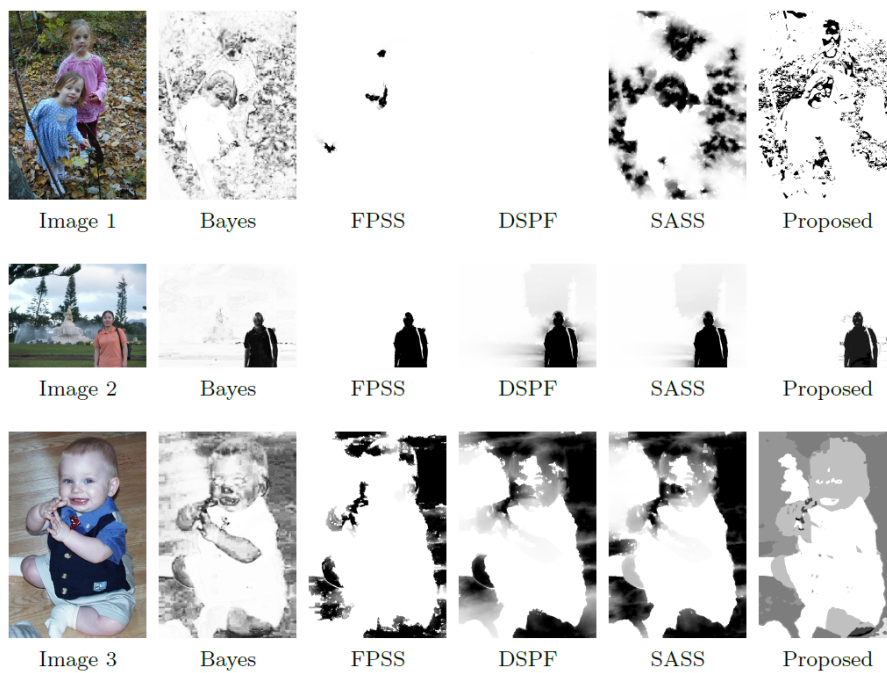 Image 1 Bayes FPSS DSPF SASS Proposed
Image 2 Bayes FPSS DSPF SASS Proposed
Image 3 Bayes FPSS DSPF SASS Proposed